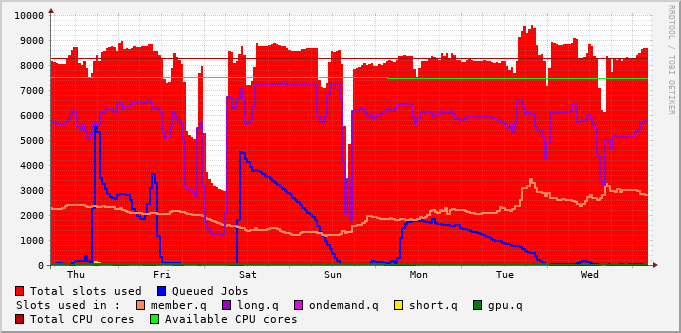 10000
9000
8000
7000
6000
5000
4000
3000
2000
1000
0
Thu Fri Sat Sun Mon Tue Wed
RRDTOOL / TOBI OETIKER
Total slots used Queued Jobs
Slots used in : member.q long.q ondemand.q short.q gpu.q
Total CPU cores Available CPU cores